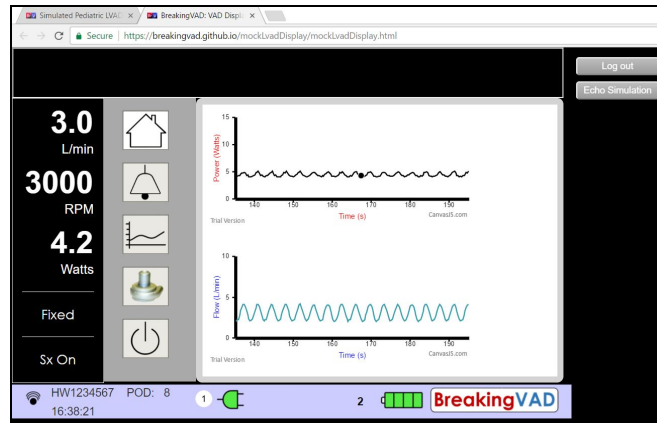 Simulated Pediatric LVAD
BreakingVAD: VAD Displ
Secure | https://breakingvad.github.io/mockLvadDisplay/mockLvadDisplay.html
Log out
Echo Simulation
3.0
L/min
3000
RPM
4.2
Watts
Fixed
Sx On
15
10
5
0
Power (Watts)
140 150 160 170 180 190
Time (s)
Trial Version
CanvasJS.com
10
5
0
Flow (L/min)
140 150 160 170 180 190
Time (s)
Trial Version
CanvasJS.com
HW1234567 POD: 8
16:38:21
1
2
BreakingVAD